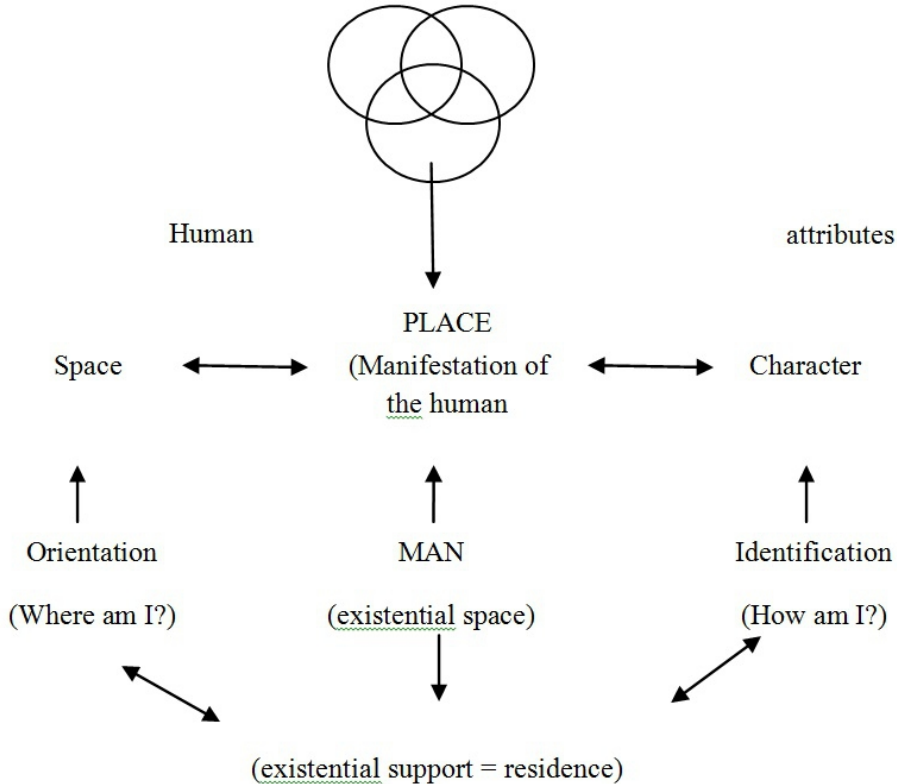 Human attributes
PLACE
Space (Manifestation of Character
the human
Orientation MAN Identification
(Where am I?) (existential space) (How am I?)
(existential support = residence)